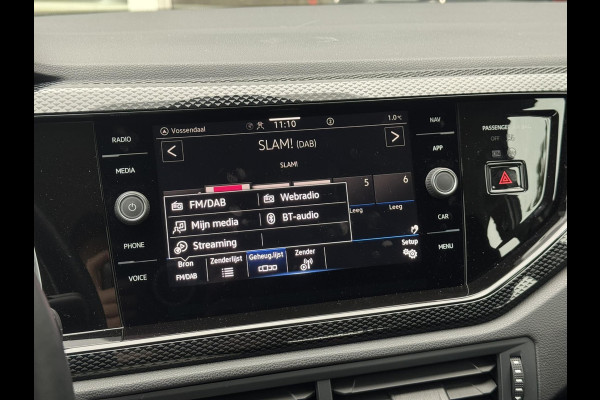 RADIO
MEDIA
PHONE
VOICE
Vossendaal
11:10
1.0°C
SLAM! (DAB)
SLAM!
FM/DAB
Webradio
Mijn media
BT-audio
Streaming
5
6
Leeg
Leeg
Bron
FM/DAB
Zenderlijst
Geheug.lijst
Zender
Setup
NAV
APP
CAR
MENU
PASSENGER
OFF